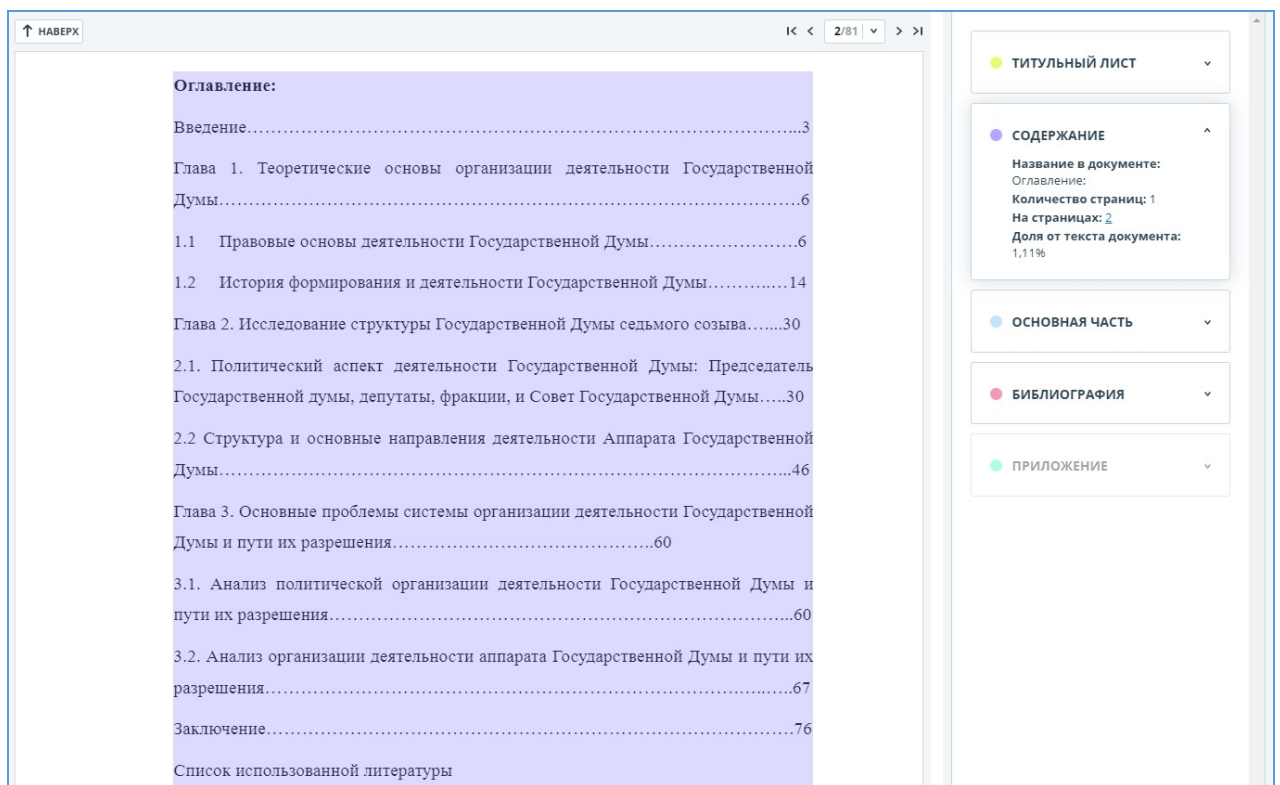 НАВЕРХ
2/81
Оглавление:
Введение…………………………………………………………………………...3
Глава 1. Теоретические основы организации деятельности Государственной
Думы……………………………………………………………………………….6
1.1 Правовые основы деятельности Государственной Думы…………………….6
1.2 История формирования и деятельности Государственной Думы………..…14
Глава 2. Исследование структуры Государственной Думы седьмого созыва…....30
2.1. Политический аспект деятельности Государственной Думы: Председатель
Государственной думы, депутаты, фракции, и Совет Государственной Думы…..30
2.2 Структура и основные направления деятельности Аппарата Государственной
Думы……………………………………………………………………………...46
Глава 3. Основные проблемы системы организации деятельности Государственной
Думы и пути их разрешения……………………………………..60
3.1. Анализ политической организации деятельности Государственной Думы и
пути их разрешения……………………………………………………………...60
3.2. Анализ организации деятельности аппарата Государственной Думы и пути их
разрешения…………………………………………………………………...…..67
Заключение……………………………………………………………………….76
Список использованной литературы
ТИТУЛЬНЫЙ ЛИСТ
СОДЕРЖАНИЕ
Название в документе:
Оглавление:
Количество страниц: 1
На страницах: 2
Доля от текста документа:
1,11%
ОСНОВНАЯ ЧАСТЬ
БИБЛИОГРАФИЯ
ПРИЛОЖЕНИЕ